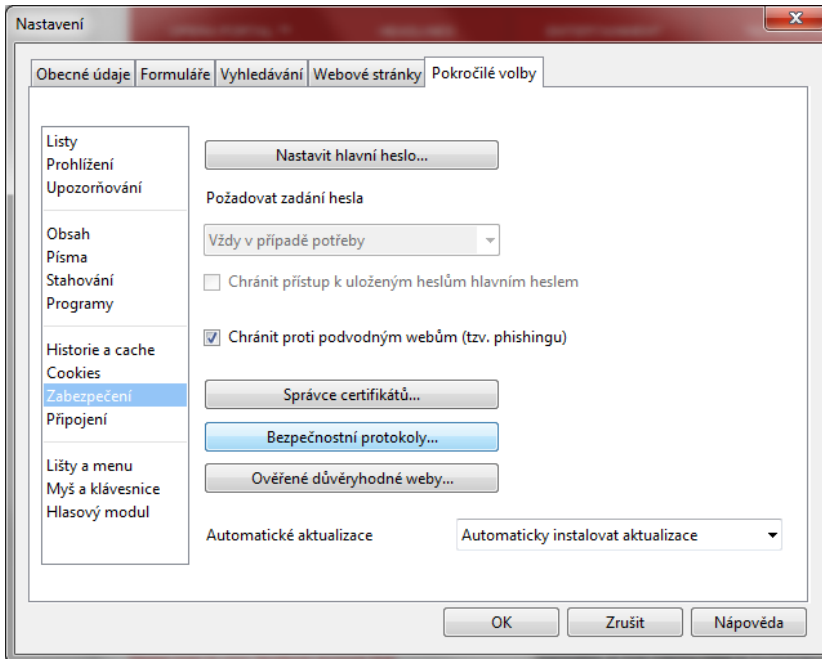 Nastavení
Obecné údaje Formuláře Vyhledávání Webové stránky Pokročilé volby
Listy
Prohlížení
Upozorňování
Obsah
Písma
Stahování
Programy
Historie a cache
Cookies
Zabezpečení
Připojení
Lišty a menu
Myš a klávesnice
Hlasový modul
Nastavit hlavní heslo...
Požadovat zadání hesla
Vždy v případě potřeby
Chránit přístup k uloženým heslům hlavním heslem
Chránit proti podvodným webům (tzv. phishingu)
Správce certifikátů...
Bezpečnostní protokoly...
Ověřené důvěryhodné weby...
Automatické aktualizace Automaticky instalovat aktualizace
OK Zrušit Nápověda